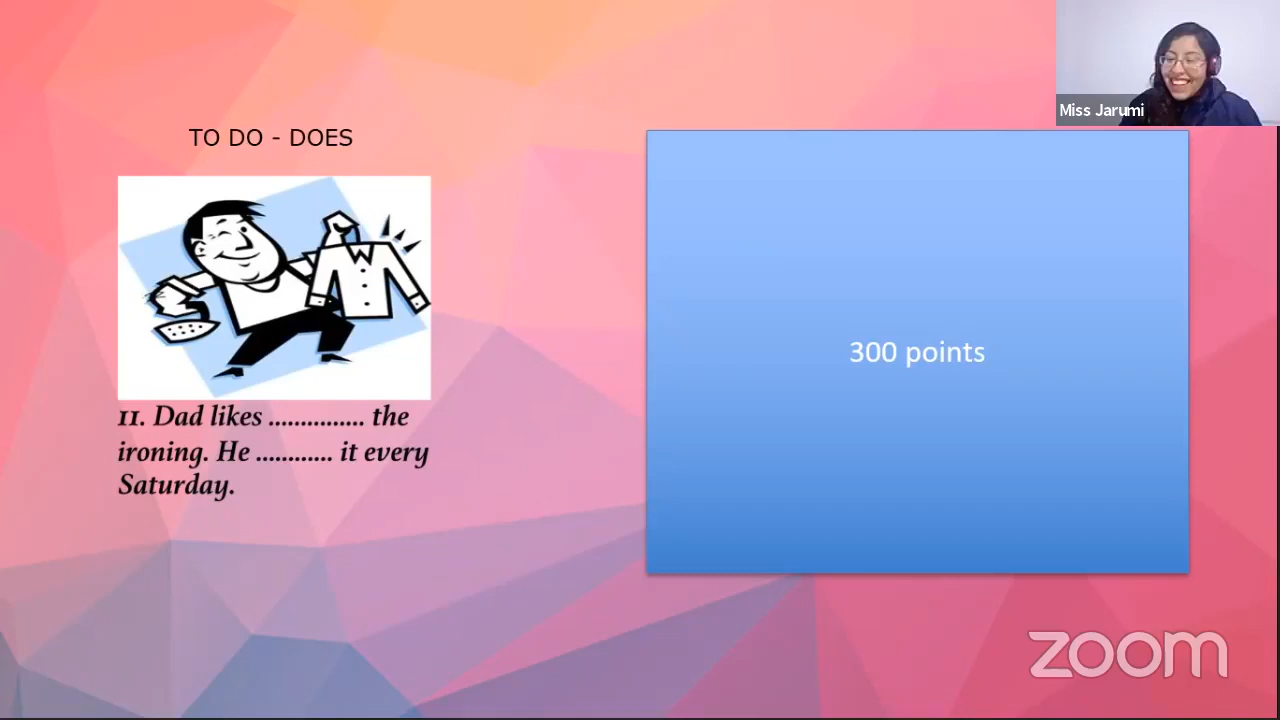 Miss Jarumi
TO DO - DOES
300 points
11. Dad likes ............... the
ironing. He ............ it every
Saturday.
zoom